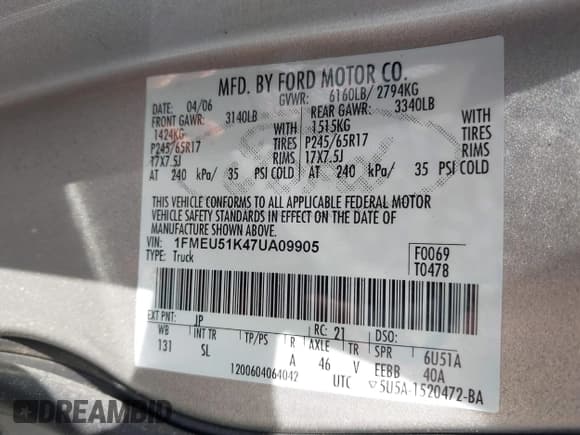 MFD. BY FORD MOTOR CO.
DATE: 04/06 GVWR: 6160LB/ 2794KG
FRONT GAWR: 3140LB REAR GAWR: 3340LB
1424KG WITH 1515KG WITH
P245/65R17 TIRES P245/65R17 TIRES
17X7.5J RIMS 17X7.5J RIMS
AT 240 kPa/ 35 PSI COLD AT 240 kPa/ 35 PSI COLD
THIS VEHICLE CONFORMS TO ALL APPLICABLE FEDERAL MOTOR
VEHICLE SAFETY STANDARDS IN EFFECT ON THE DATE OF
MANUFACTURE SHOWN ABOVE.
VIN: 1FMEU51K47UA09905 F0069
TYPE: Truck T0478
EXT PNT: JP RC: 21 DSO:
WB INT TR TP/PS R AXLE TR SPR 6U51A
131 SL A 46 V EEBB 40A
1200604064042 UTC ▽5U5A-1520472-BA
DREAMBID